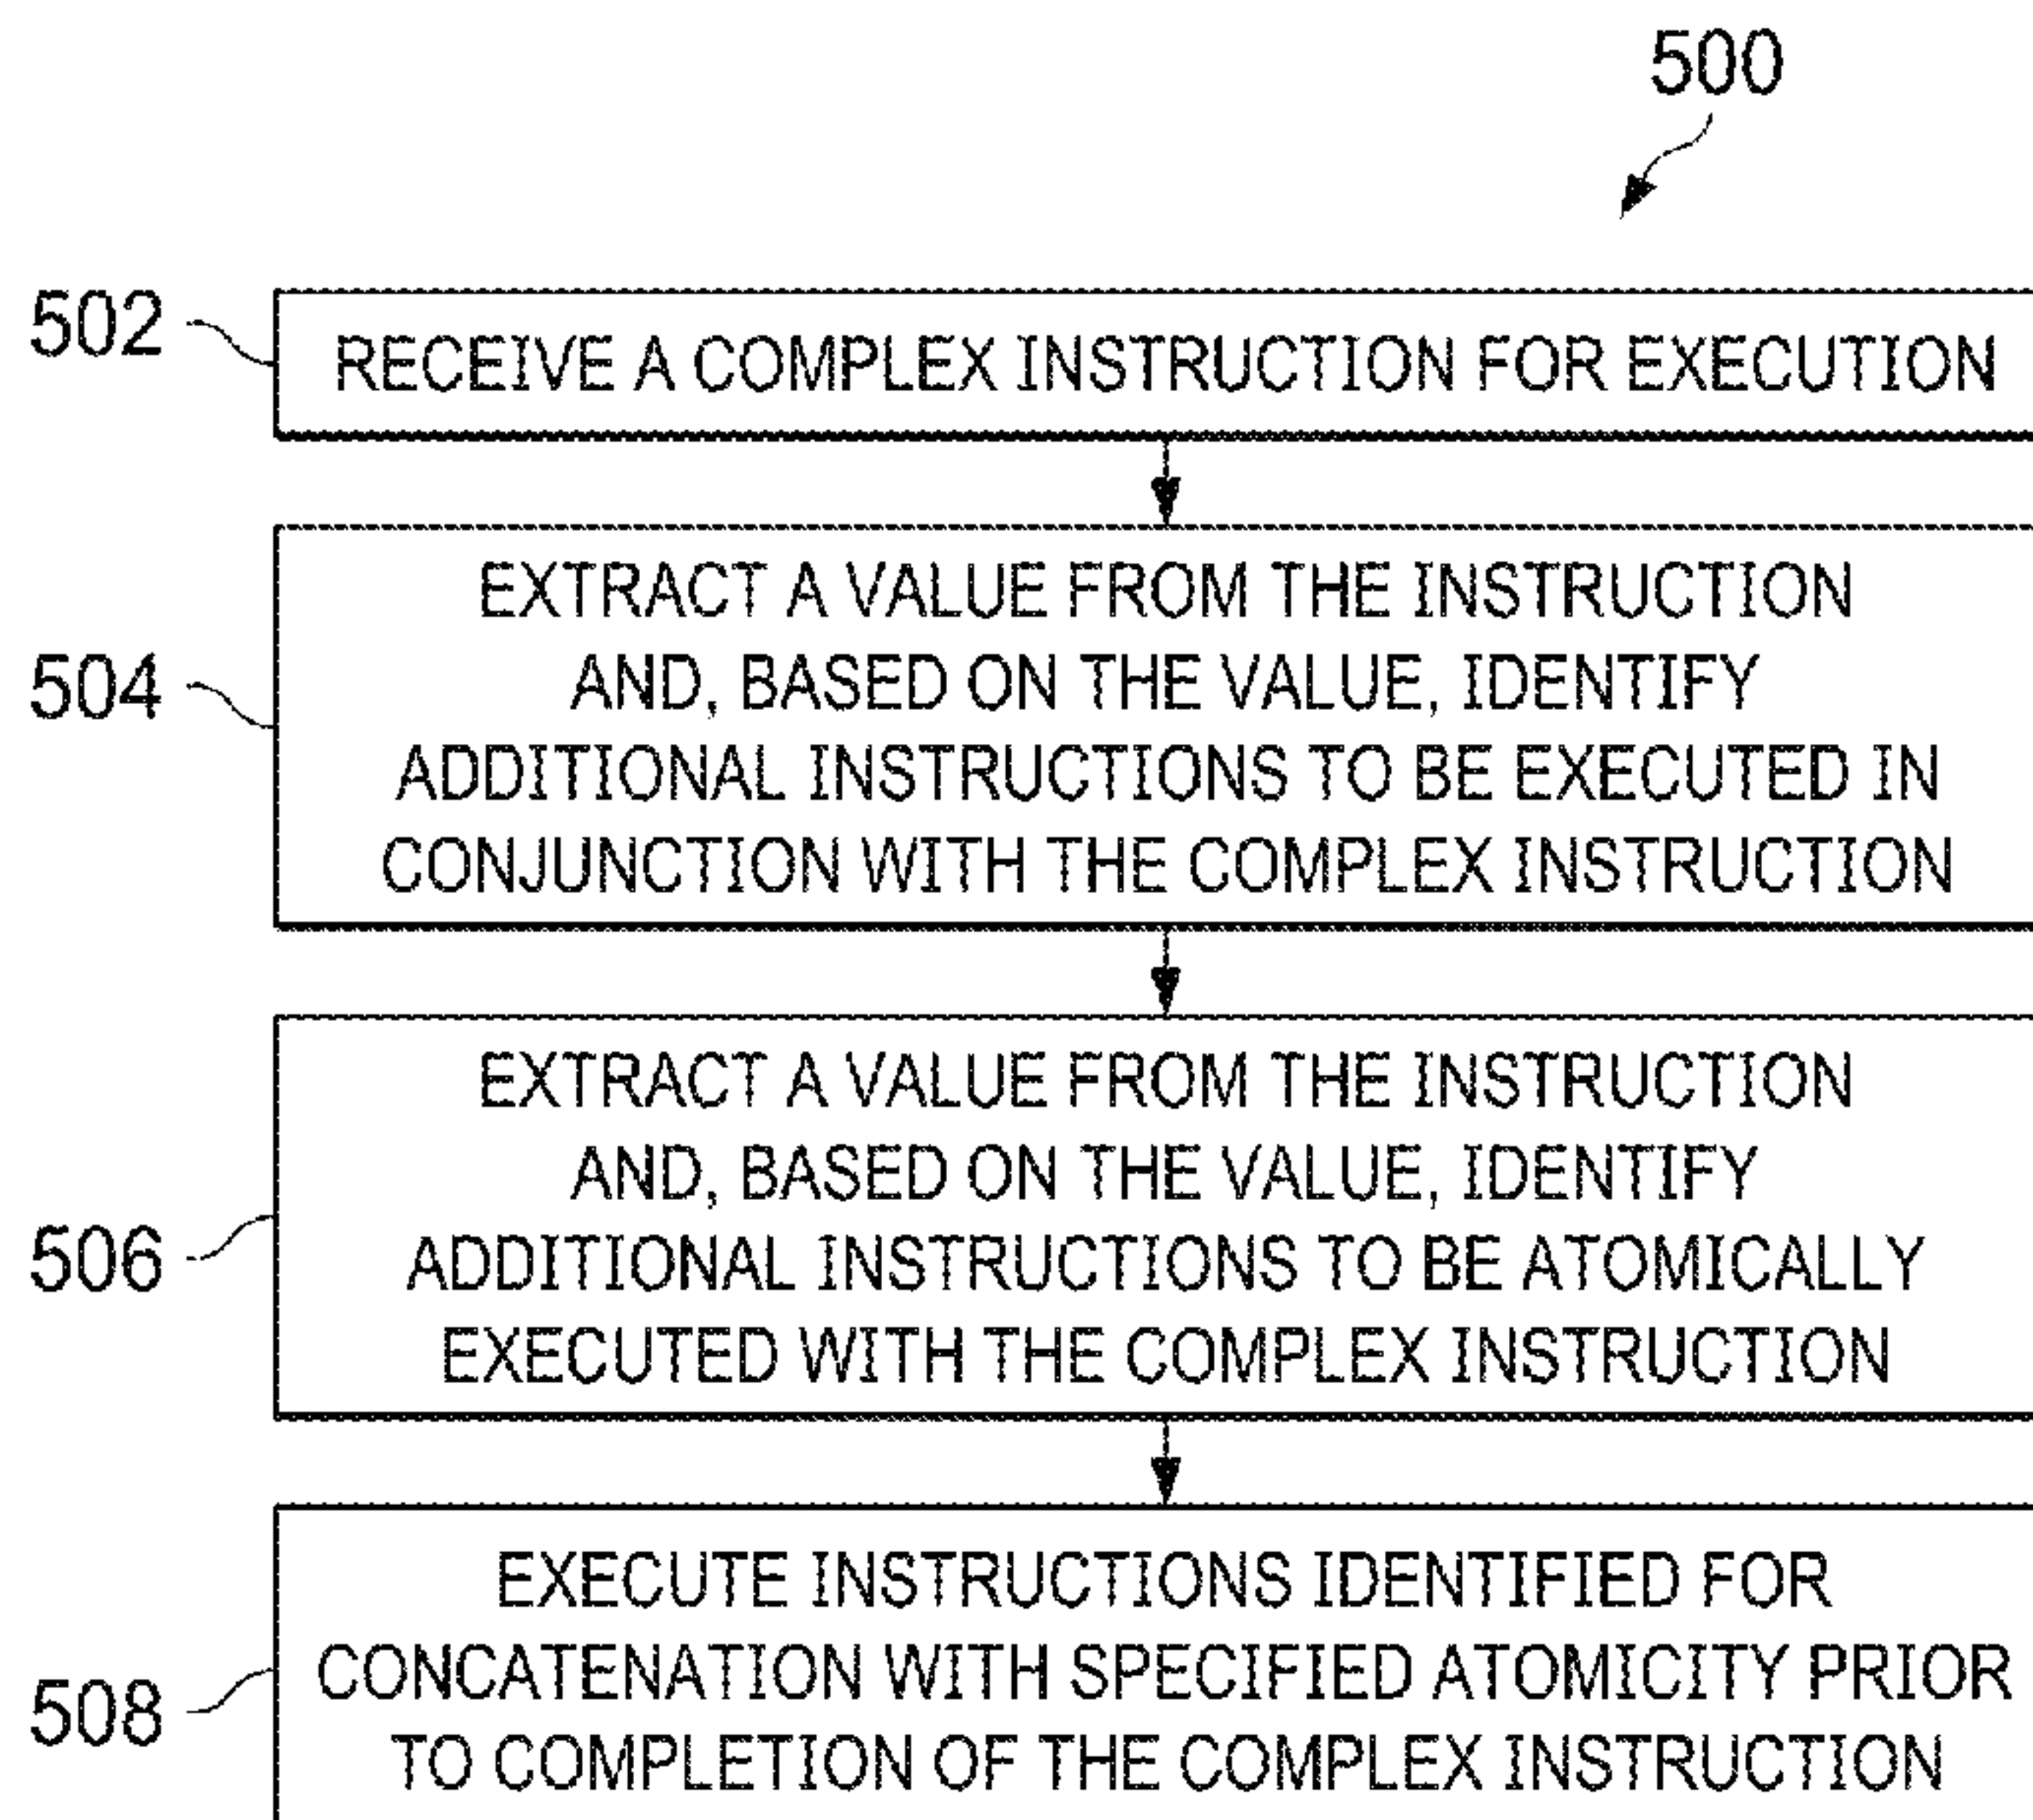 500
502
RECEIVE A COMPLEX INSTRUCTION FOR EXECUTION
504
EXTRACT A VALUE FROM THE INSTRUCTION
AND, BASED ON THE VALUE, IDENTIFY
ADDITIONAL INSTRUCTIONS TO BE EXECUTED IN
CONJUNCTION WITH THE COMPLEX INSTRUCTION
506
EXTRACT A VALUE FROM THE INSTRUCTION
AND, BASED ON THE VALUE, IDENTIFY
ADDITIONAL INSTRUCTIONS TO BE ATOMICALLY
EXECUTED WITH THE COMPLEX INSTRUCTION
508
EXECUTE INSTRUCTIONS IDENTIFIED FOR
CONCATENATION WITH SPECIFIED ATOMICITY PRIOR
TO COMPLETION OF THE COMPLEX INSTRUCTION